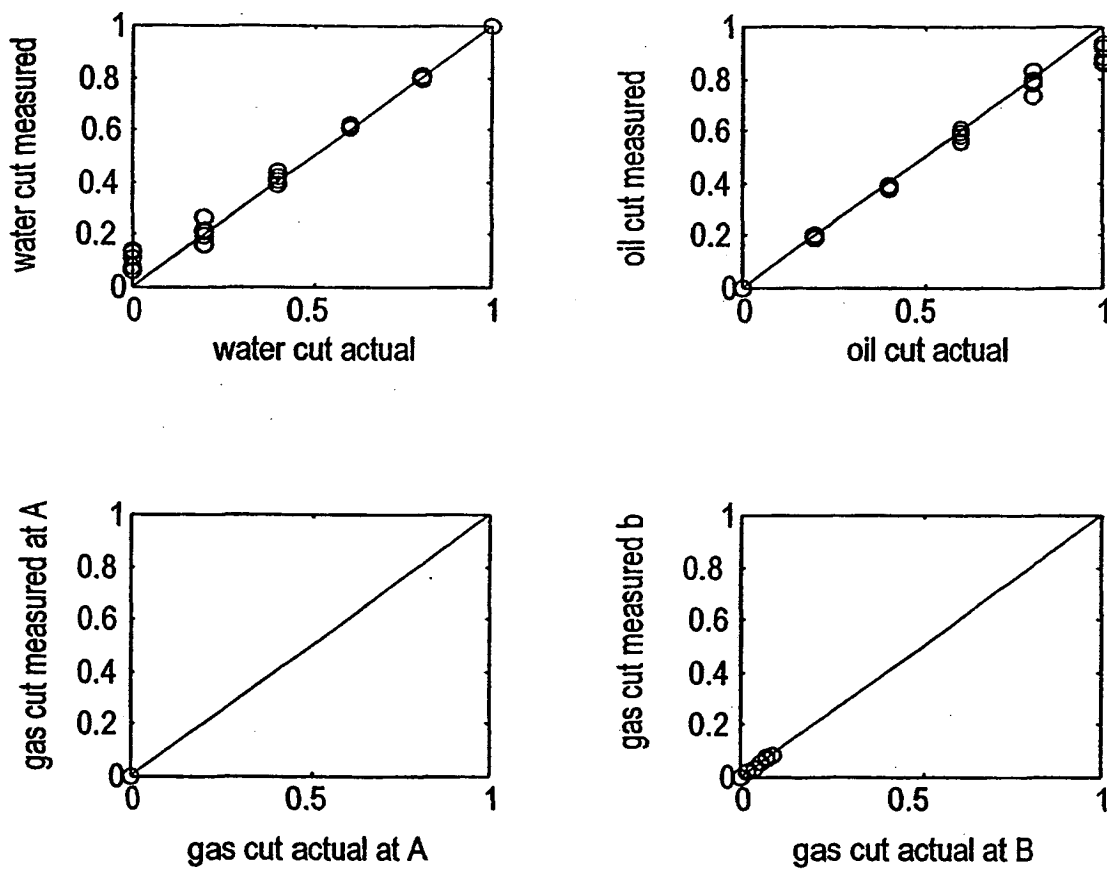 water cut measured
1
0.8
0.6
0.4
0.2
0
0 0.5 1
water cut actual
oil cut measured
1
0.8
0.6
0.4
0.2
0
0 0.5 1
oil cut actual
gas cut measured at A
1
0.8
0.6
0.4
0.2
0
0 0.5 1
gas cut actual at A
gas cut measured b
1
0.8
0.6
0.4
0.2
0
0 0.5 1
gas cut actual at B